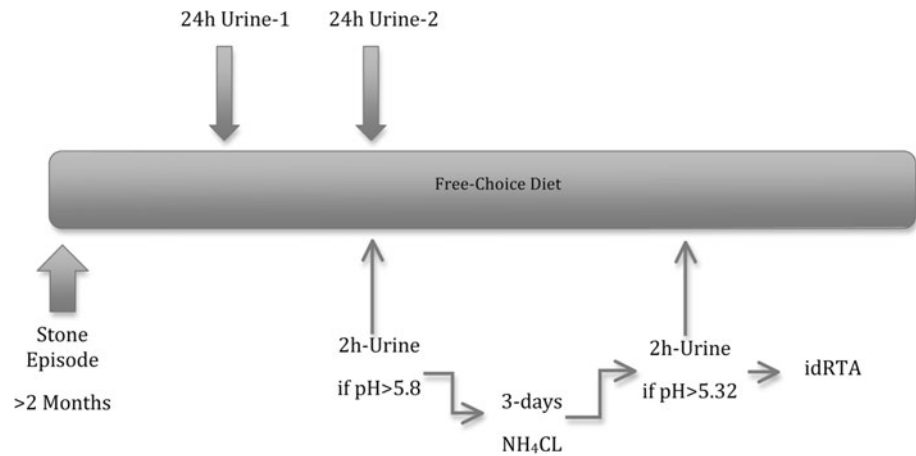 24h Urine-1
24h Urine-2
Free-Choice Diet
Stone
Episode
>2 Months
2h-Urine
if pH>5.8
3-days
NH₄CL
2h-Urine
if pH>5.32
idRTA